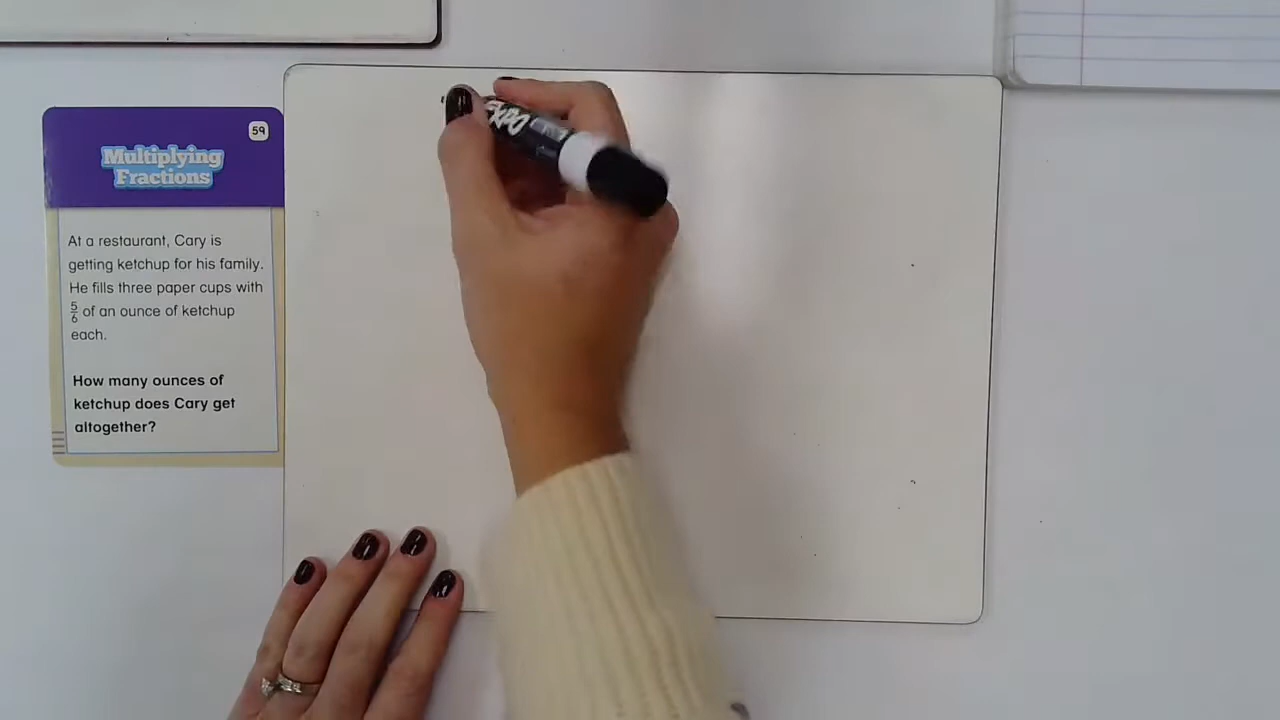 59
Multiplying
Fractions
At a restaurant, Cary is
getting ketchup for his family.
He fills three paper cups with
5/6 of an ounce of ketchup
each.
How many ounces of
ketchup does Cary get
altogether?
EXPO